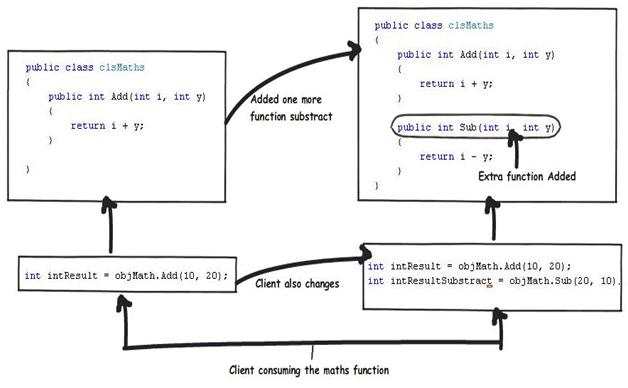 public class clsMaths
{
public int Add(int i, int y)
{
return i + y;
}
}
Added one more
function substract
public class clsMaths
{
public int Add(int i, int y)
{
return i + y;
}
public int Sub(int i, int y)
{
return i - y;
}
}
Extra function Added
int intResult = objMath.Add(10, 20);
Client also changes
int intResult = objMath.Add(10, 20);
int intResultSubstract = objMath.Sub(20, 10).
Client consuming the maths function